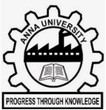 ANNA UNIVERSITY
PROGRESS THROUGH KNOWLEDGE